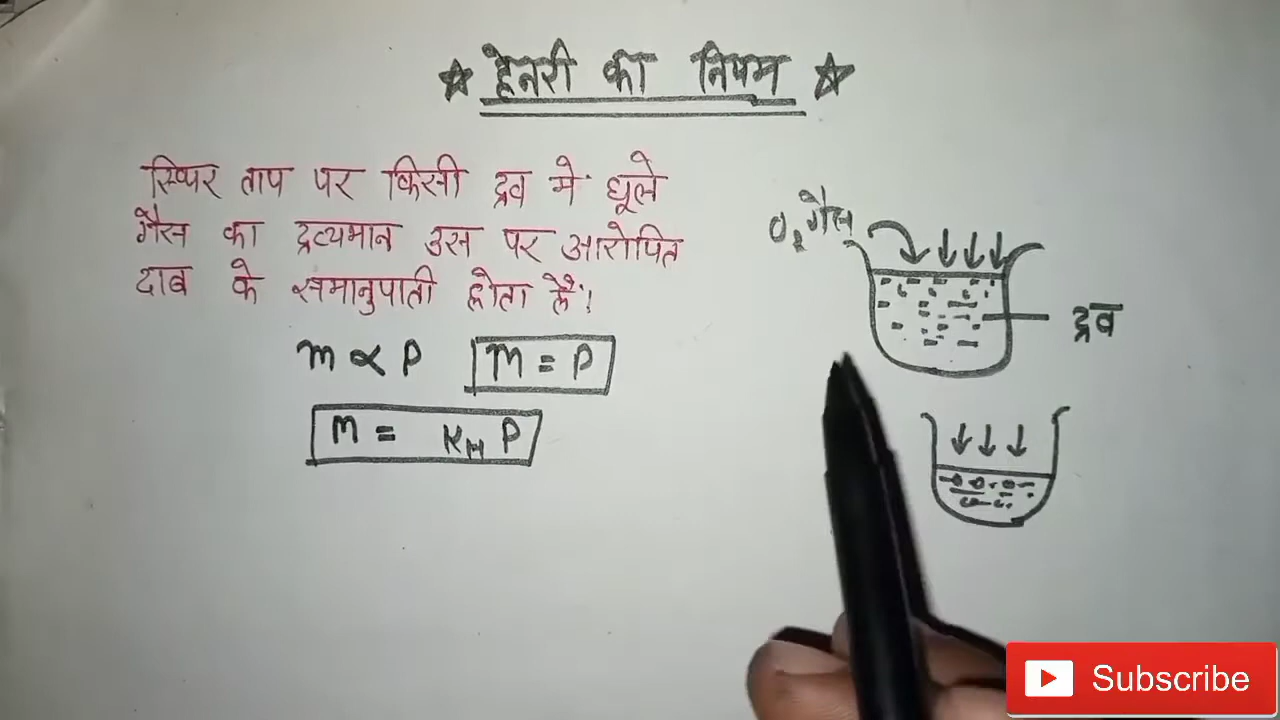 ☆ हेनरी का नियम ☆
स्थिर ताप पर किसी द्रव मे घूले
गैस का द्रव्यमान उस पर आरोपित
दाब के समानुपाती होता है!
m ∝ P   m = P
m = K_H P
O₂ गैस
द्रव
Subscribe